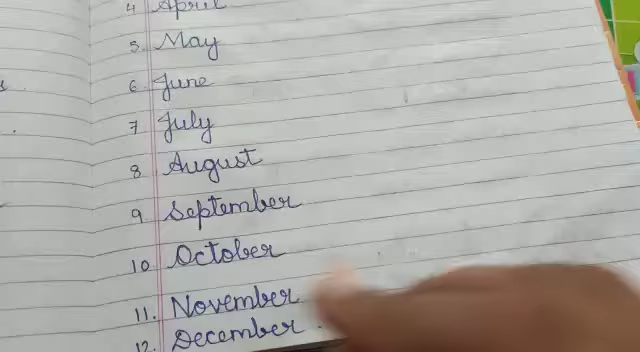 4 April
5. May
6. June
7 July
8 August
9 September
10 October
11. November
12. December